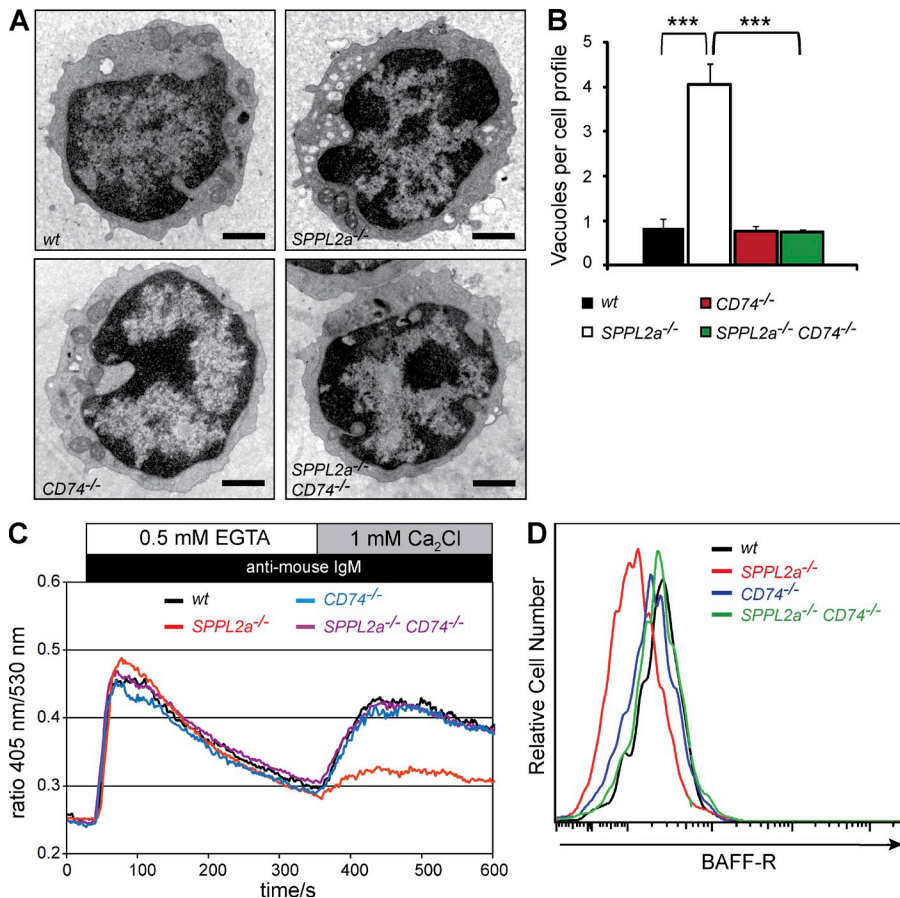 A
wt
SPPL2a-/-
CD74-/-
SPPL2a-/-
CD74-/-
B
*** ***
Vacuoles per cell profile
5
4
3
2
1
0
wt
CD74-/-
SPPL2a-/-
SPPL2a-/- CD74-/-
C
0.5 mM EGTA
1 mM Ca2Cl
anti-mouse IgM
ratio 405 nm/530 nm
0.6
0.5
0.4
0.3
0.2
wt
CD74-/-
SPPL2a-/-
SPPL2a-/- CD74-/-
0 100 200 300 400 500 600
time/s
D
Relative Cell Number
wt
SPPL2a-/-
CD74-/-
SPPL2a-/- CD74-/-
BAFF-R